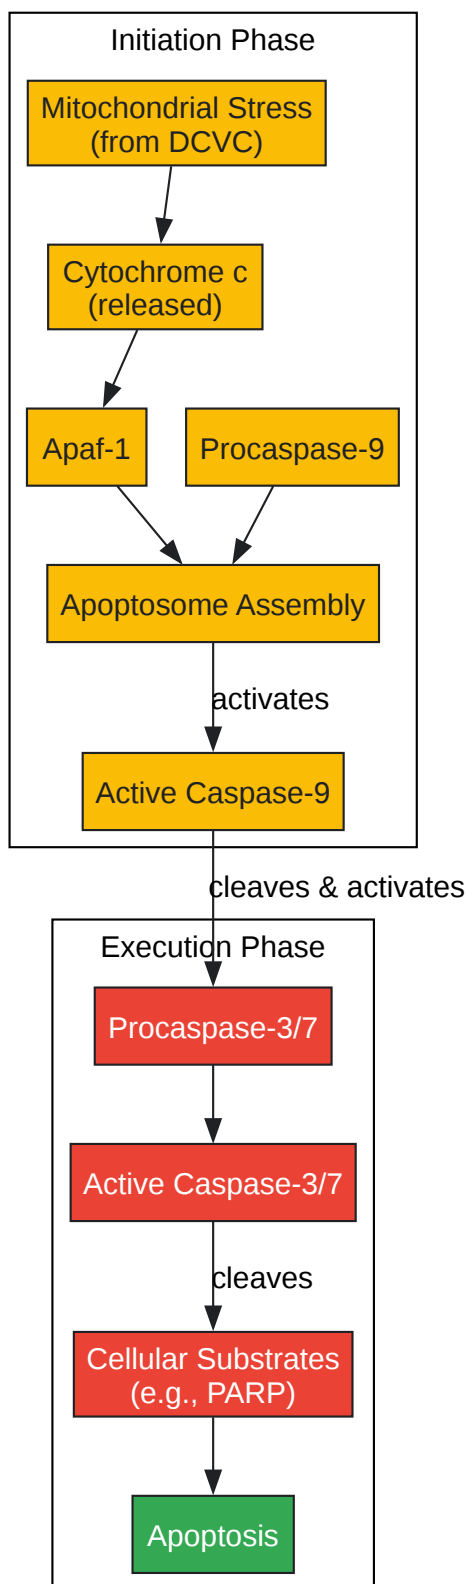 Initiation Phase
Mitochondrial Stress
(from DCVC)
Cytochrome c
(released)
Apaf-1
Procaspase-9
Apoptosome Assembly
activates
Active Caspase-9
cleaves & activates
Execution Phase
Procaspase-3/7
Active Caspase-3/7
cleaves
Cellular Substrates
(e.g., PARP)
Apoptosis